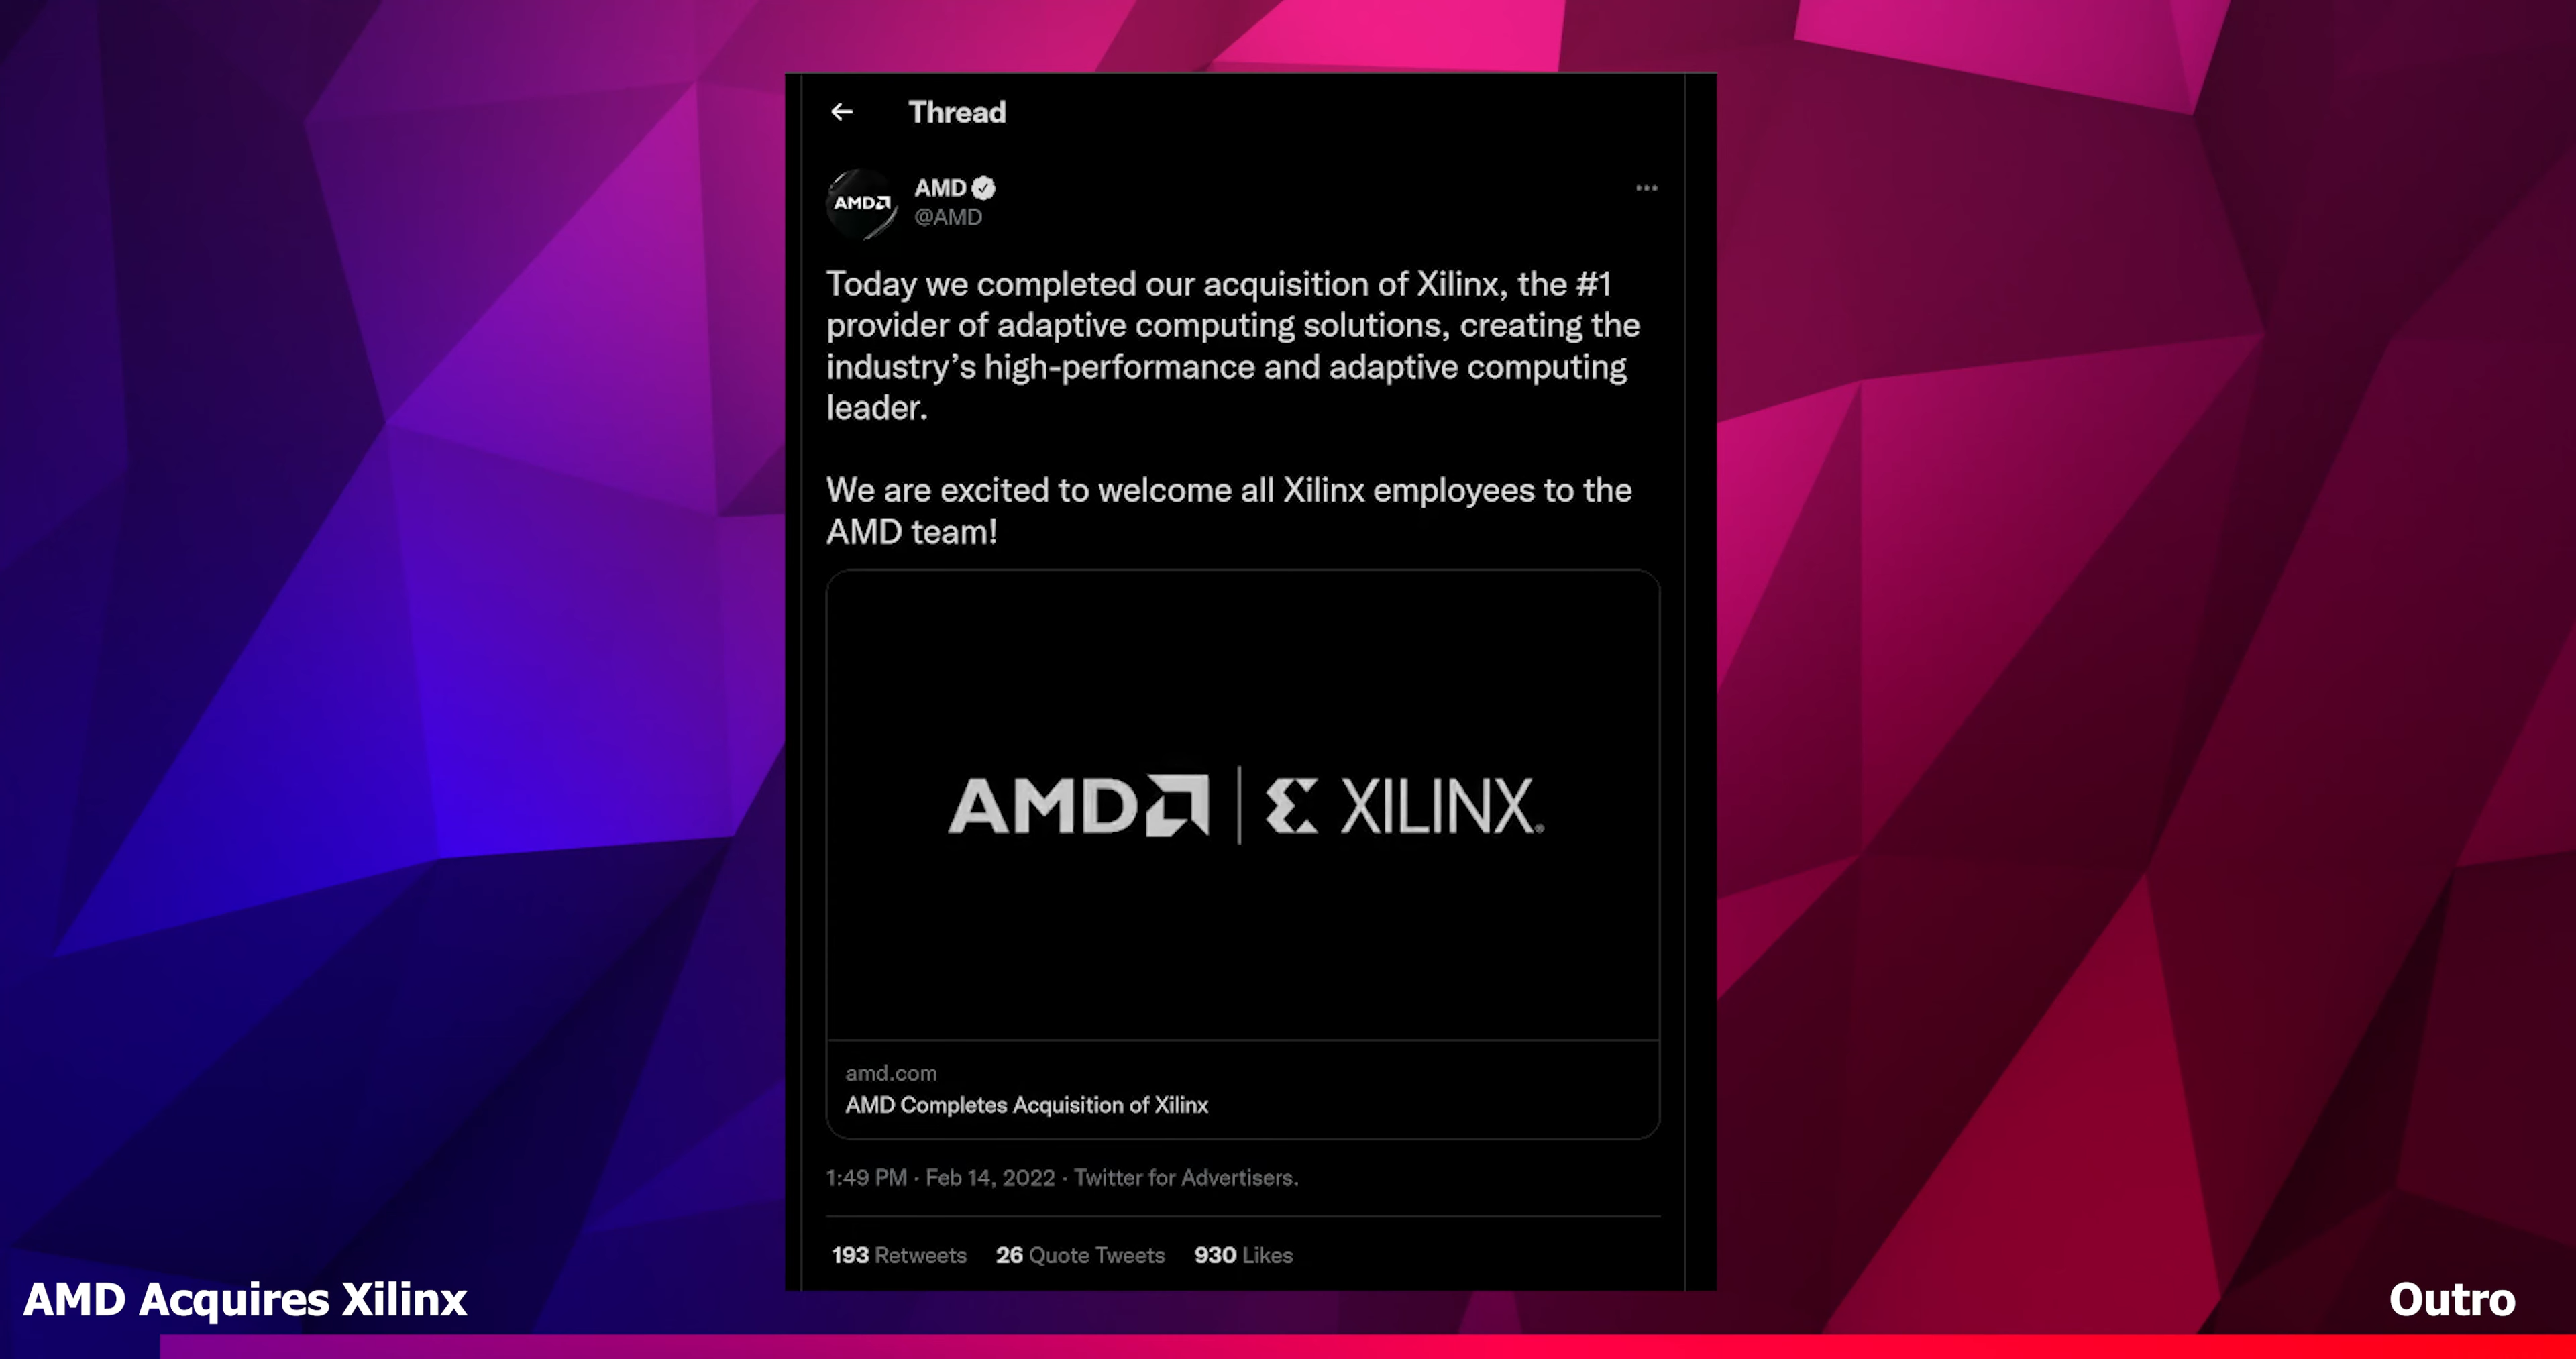 Thread
AMD
AMD
@AMD
Today we completed our acquisition of Xilinx, the #1
provider of adaptive computing solutions, creating the
industry’s high-performance and adaptive computing
leader.
We are excited to welcome all Xilinx employees to the
AMD team!
AMD | XILINX.
amd.com
AMD Completes Acquisition of Xilinx
1:49 PM · Feb 14, 2022 · Twitter for Advertisers.
193 Retweets 26 Quote Tweets 930 Likes
AMD Acquires Xilinx
Outro